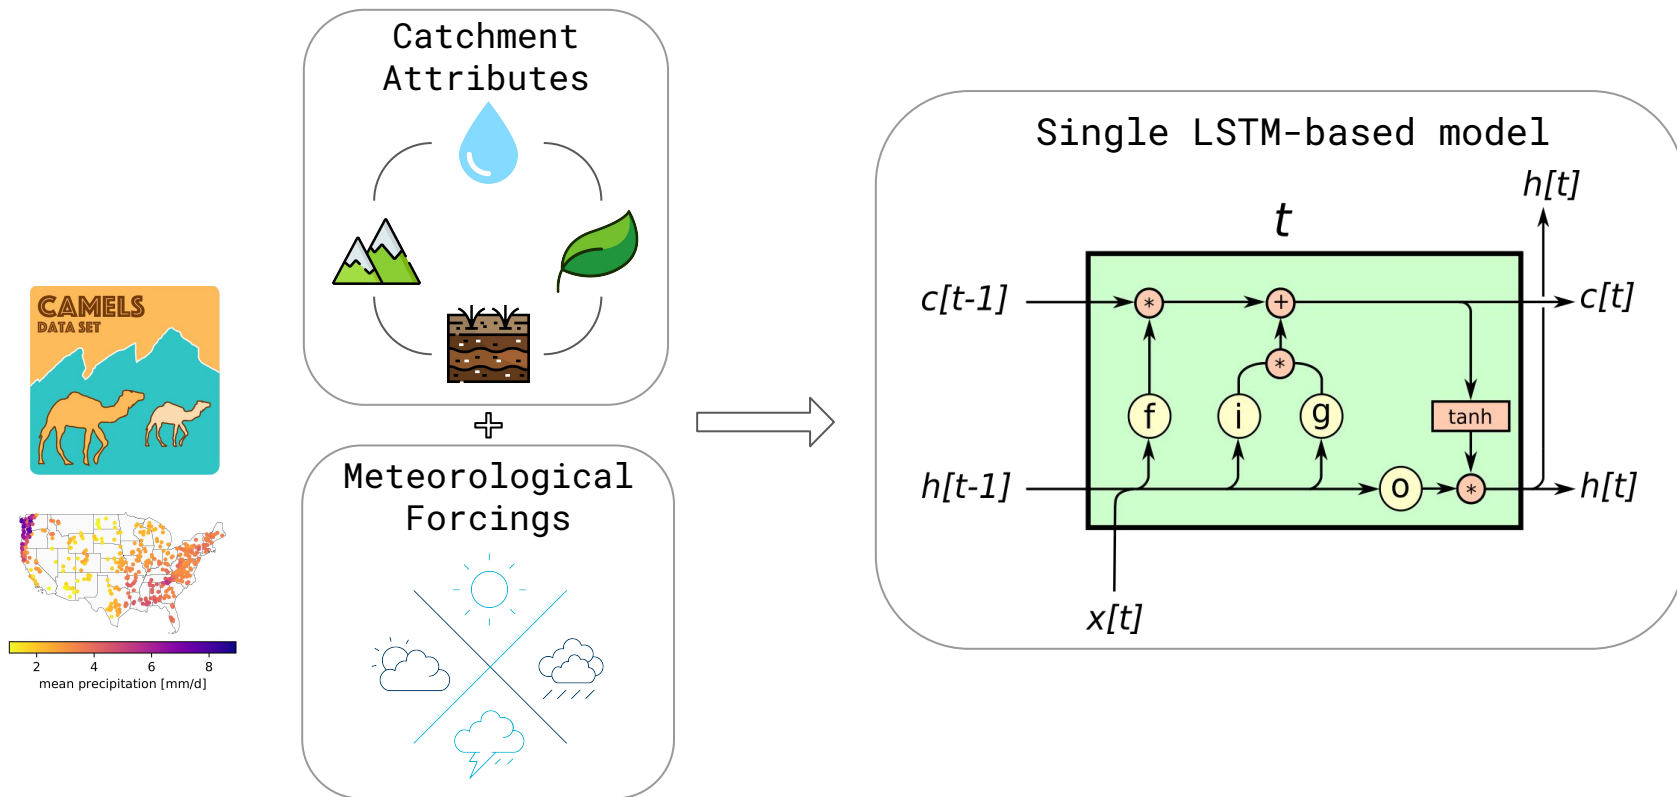 CAMELS
DATA SET
2 4 6 8
mean precipitation [mm/d]
Catchment
Attributes
+
Meteorological
Forcings
Single LSTM-based model
h[t]
t
c[t-1]
*
+
c[t]
*
f
i
g
tanh
h[t-1]
o
*
h[t]
x[t]